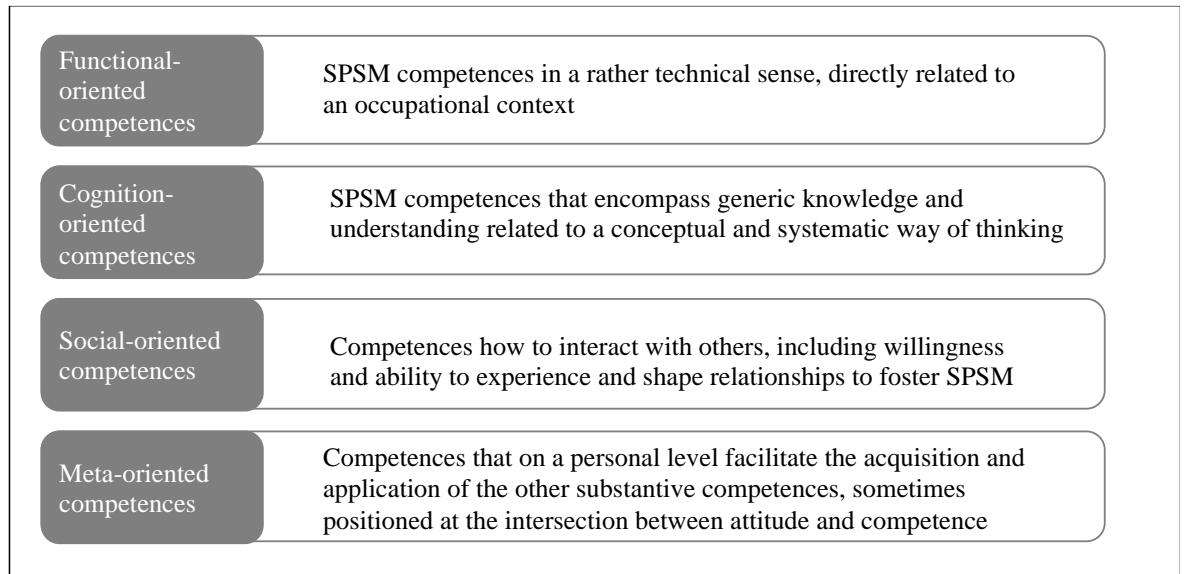 Functional-
oriented
competences
SPSM competences in a rather technical sense, directly related to
an occupational context
Cognition-
oriented
competences
SPSM competences that encompass generic knowledge and
understanding related to a conceptual and systematic way of thinking
Social-oriented
competences
Competences how to interact with others, including willingness
and ability to experience and shape relationships to foster SPSM
Meta-oriented
competences
Competences that on a personal level facilitate the acquisition and
application of the other substantive competences, sometimes
positioned at the intersection between attitude and competence